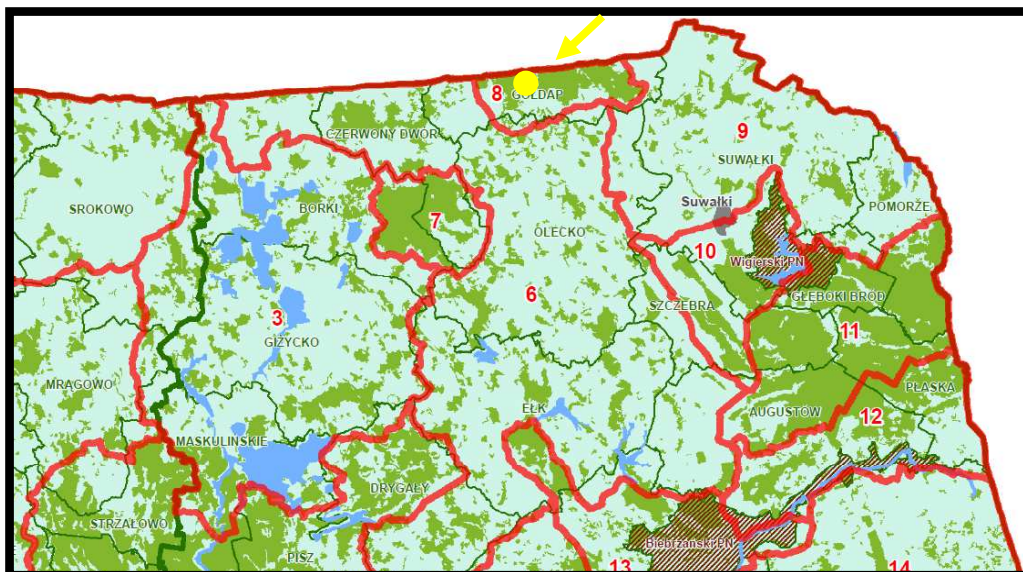 8
GOŁDAP
CZERWONY DWÓR
9
SUWAŁKI
SROKOWO
BORKI
7
Suwałki
POMORZE
OLECKO
10
Wigierski PN
6
SZCZEBRA
GŁĘBOKI BRÓD
3
GIŻYCKO
11
MRĄGOWO
PŁASKA
EŁK
AUGUSTÓW
12
MASKULIŃSKIE
DRYGAŁY
STRZAŁOWO
PISZ
Biebrzański PN
13
14